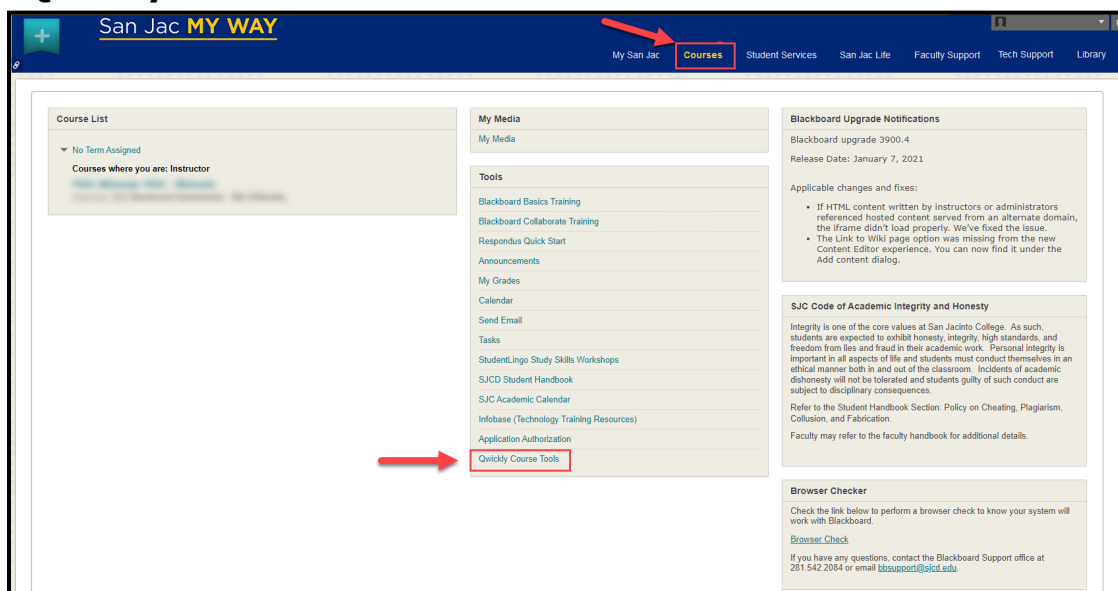 San Jac MY WAY
My San Jac Courses Student Services San Jac Life Faculty Support Tech Support Library
Course List
No Term Assigned
Courses where you are: Instructor
My Media
My Media
Tools
Blackboard Basics Training
Blackboard Collaborate Training
Respondus Quick Start
Announcements
My Grades
Calendar
Send Email
Tasks
StudentLingo Study Skills Workshops
SJCD Student Handbook
SJC Academic Calendar
Infobase (Technology Training Resources)
Application Authorization
Qwickly Course Tools
Blackboard Upgrade Notifications
Blackboard upgrade 3900.4
Release Date: January 7, 2021
Applicable changes and fixes:
If HTML content written by instructors or administrators
referenced hosted content served from an alternate domain,
the iframe didn't load properly. We've fixed the issue.
The Link to Wiki page option was missing from the new
Content Editor experience. You can now find it under the
Add content dialog.
SJC Code of Academic Integrity and Honesty
Integrity is one of the core values at San Jacinto College. As such,
students are expected to exhibit honesty, integrity, high standards, and
freedom from lies and fraud in their academic work. Personal integrity is
important in all aspects of life and students must conduct themselves in an
ethical manner both in and out of the classroom. Incidents of academic
dishonesty will not be tolerated and students guilty of such conduct are
subject to disciplinary consequences.
Refer to the Student Handbook Section: Policy on Cheating, Plagiarism,
Collusion, and Fabrication.
Faculty may refer to the faculty handbook for additional details.
Browser Checker
Check the link below to perform a browser check to know your system will
work with Blackboard.
Browser Check
If you have any questions, contact the Blackboard Support office at
281.542.2084 or email bbsupport@sjcd.edu.